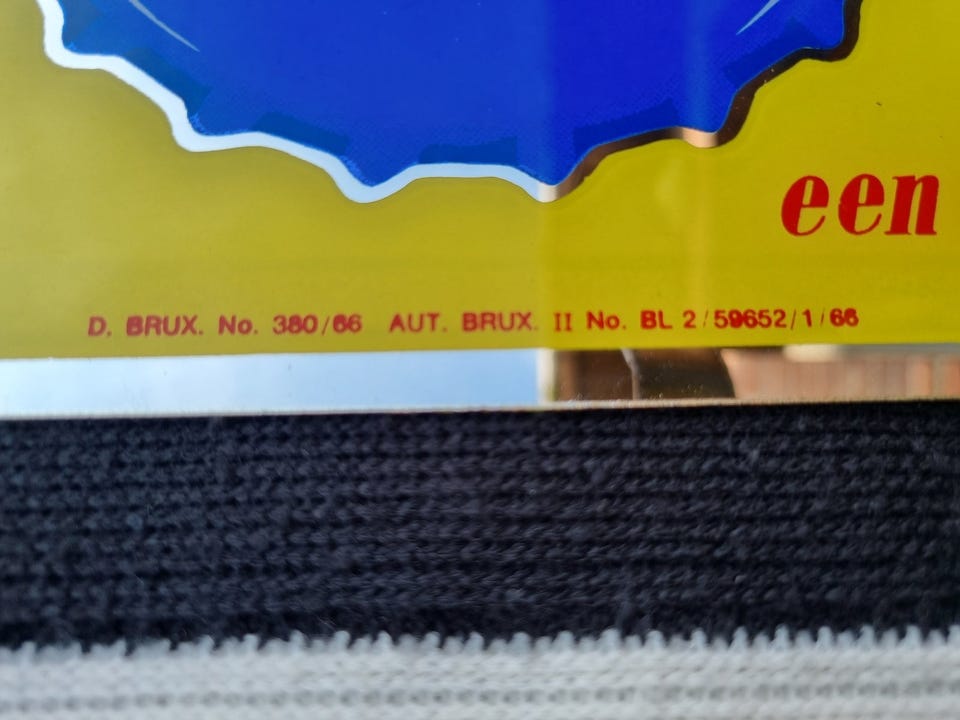 een
D. BRUX. No. 380/66 AUT. BRUX. II No. BL 2/59652/1/66